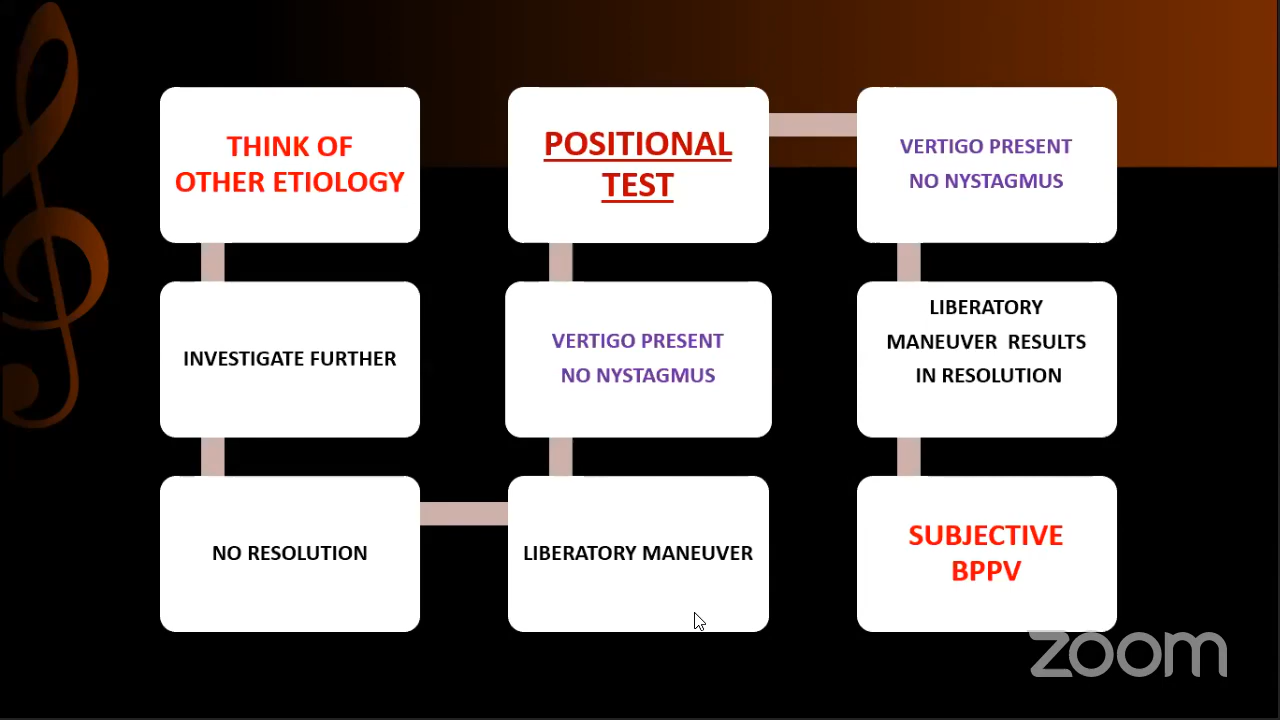 THINK OF
OTHER ETIOLOGY
INVESTIGATE FURTHER
NO RESOLUTION
POSITIONAL
TEST
VERTIGO PRESENT
NO NYSTAGMUS
LIBERATORY MANEUVER
VERTIGO PRESENT
NO NYSTAGMUS
LIBERATORY
MANEUVER RESULTS
IN RESOLUTION
SUBJECTIVE
BPPV
zoom